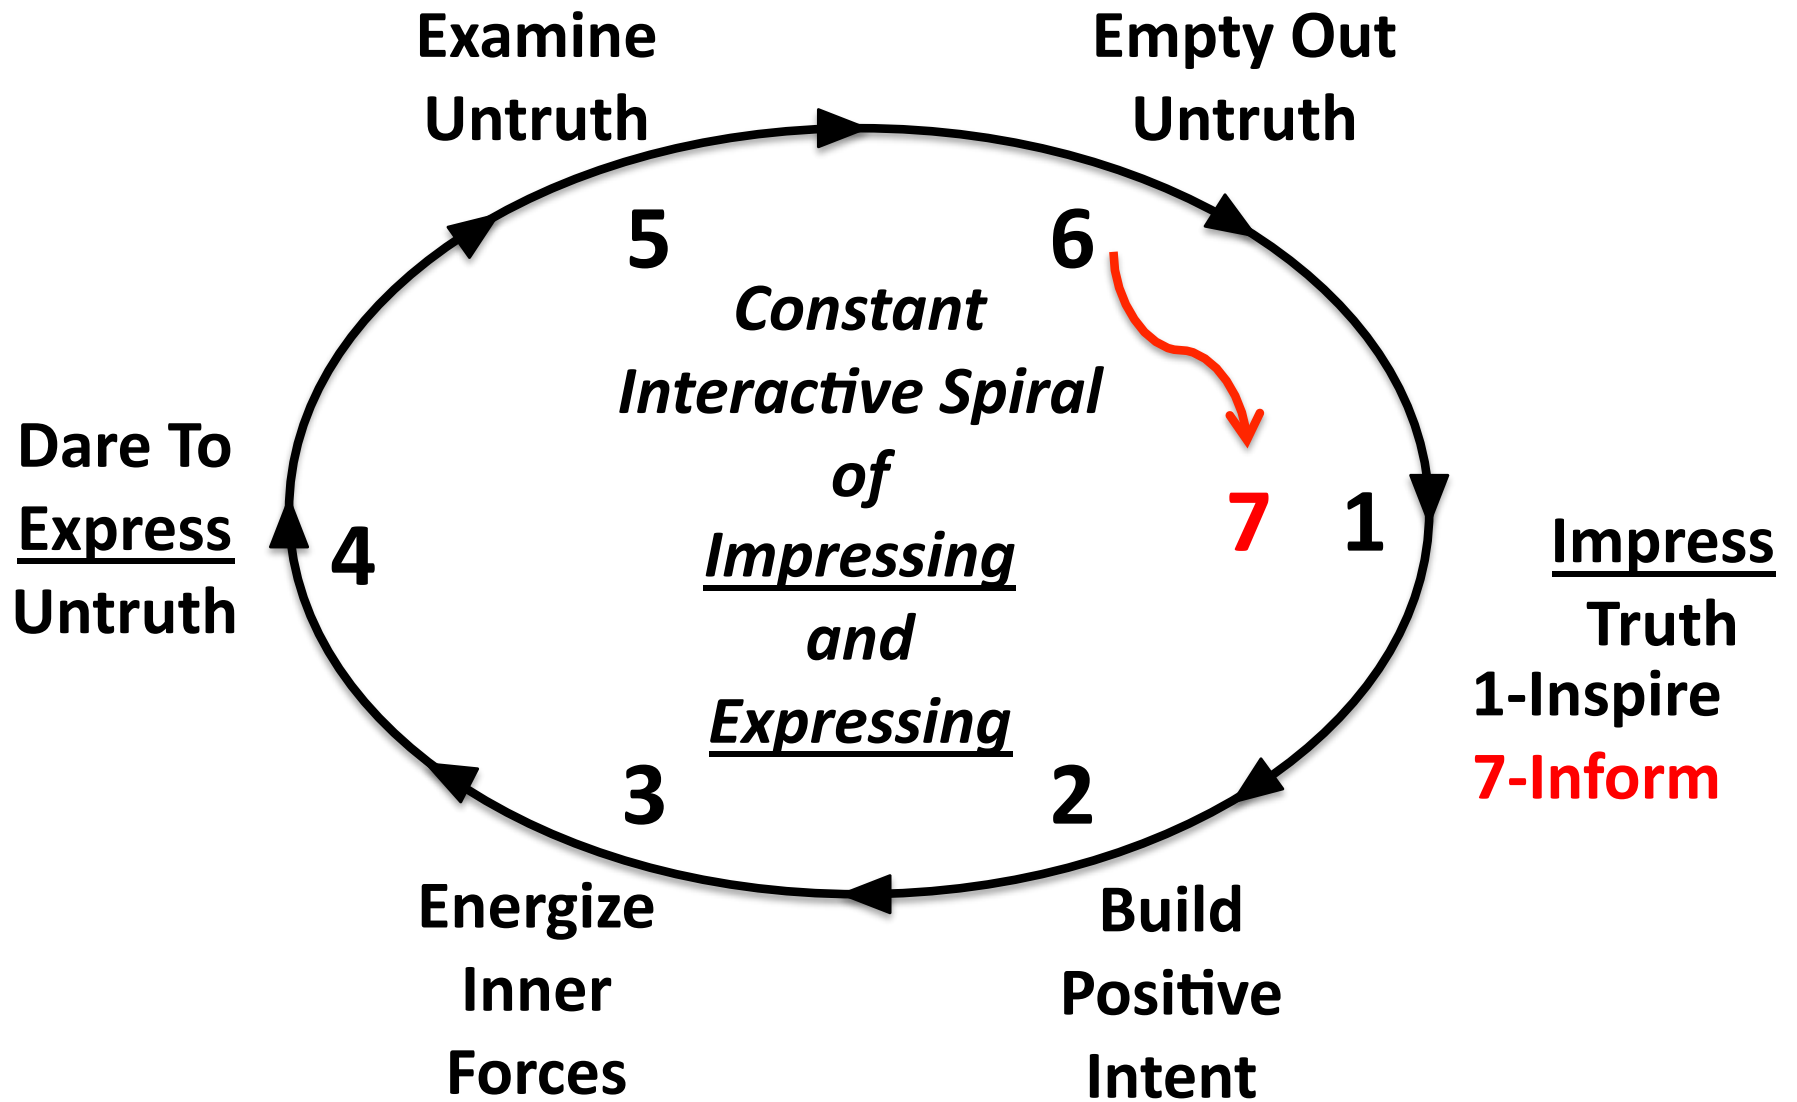 Examine
Untruth
Empty Out
Untruth
5
6
Constant
Interactive Spiral
of
Impressing
and
Expressing
7
1
Dare To
Express
Untruth
4
Impress
Truth
1-Inspire
7-Inform
3
2
Energize
Inner
Forces
Build
Positive
Intent